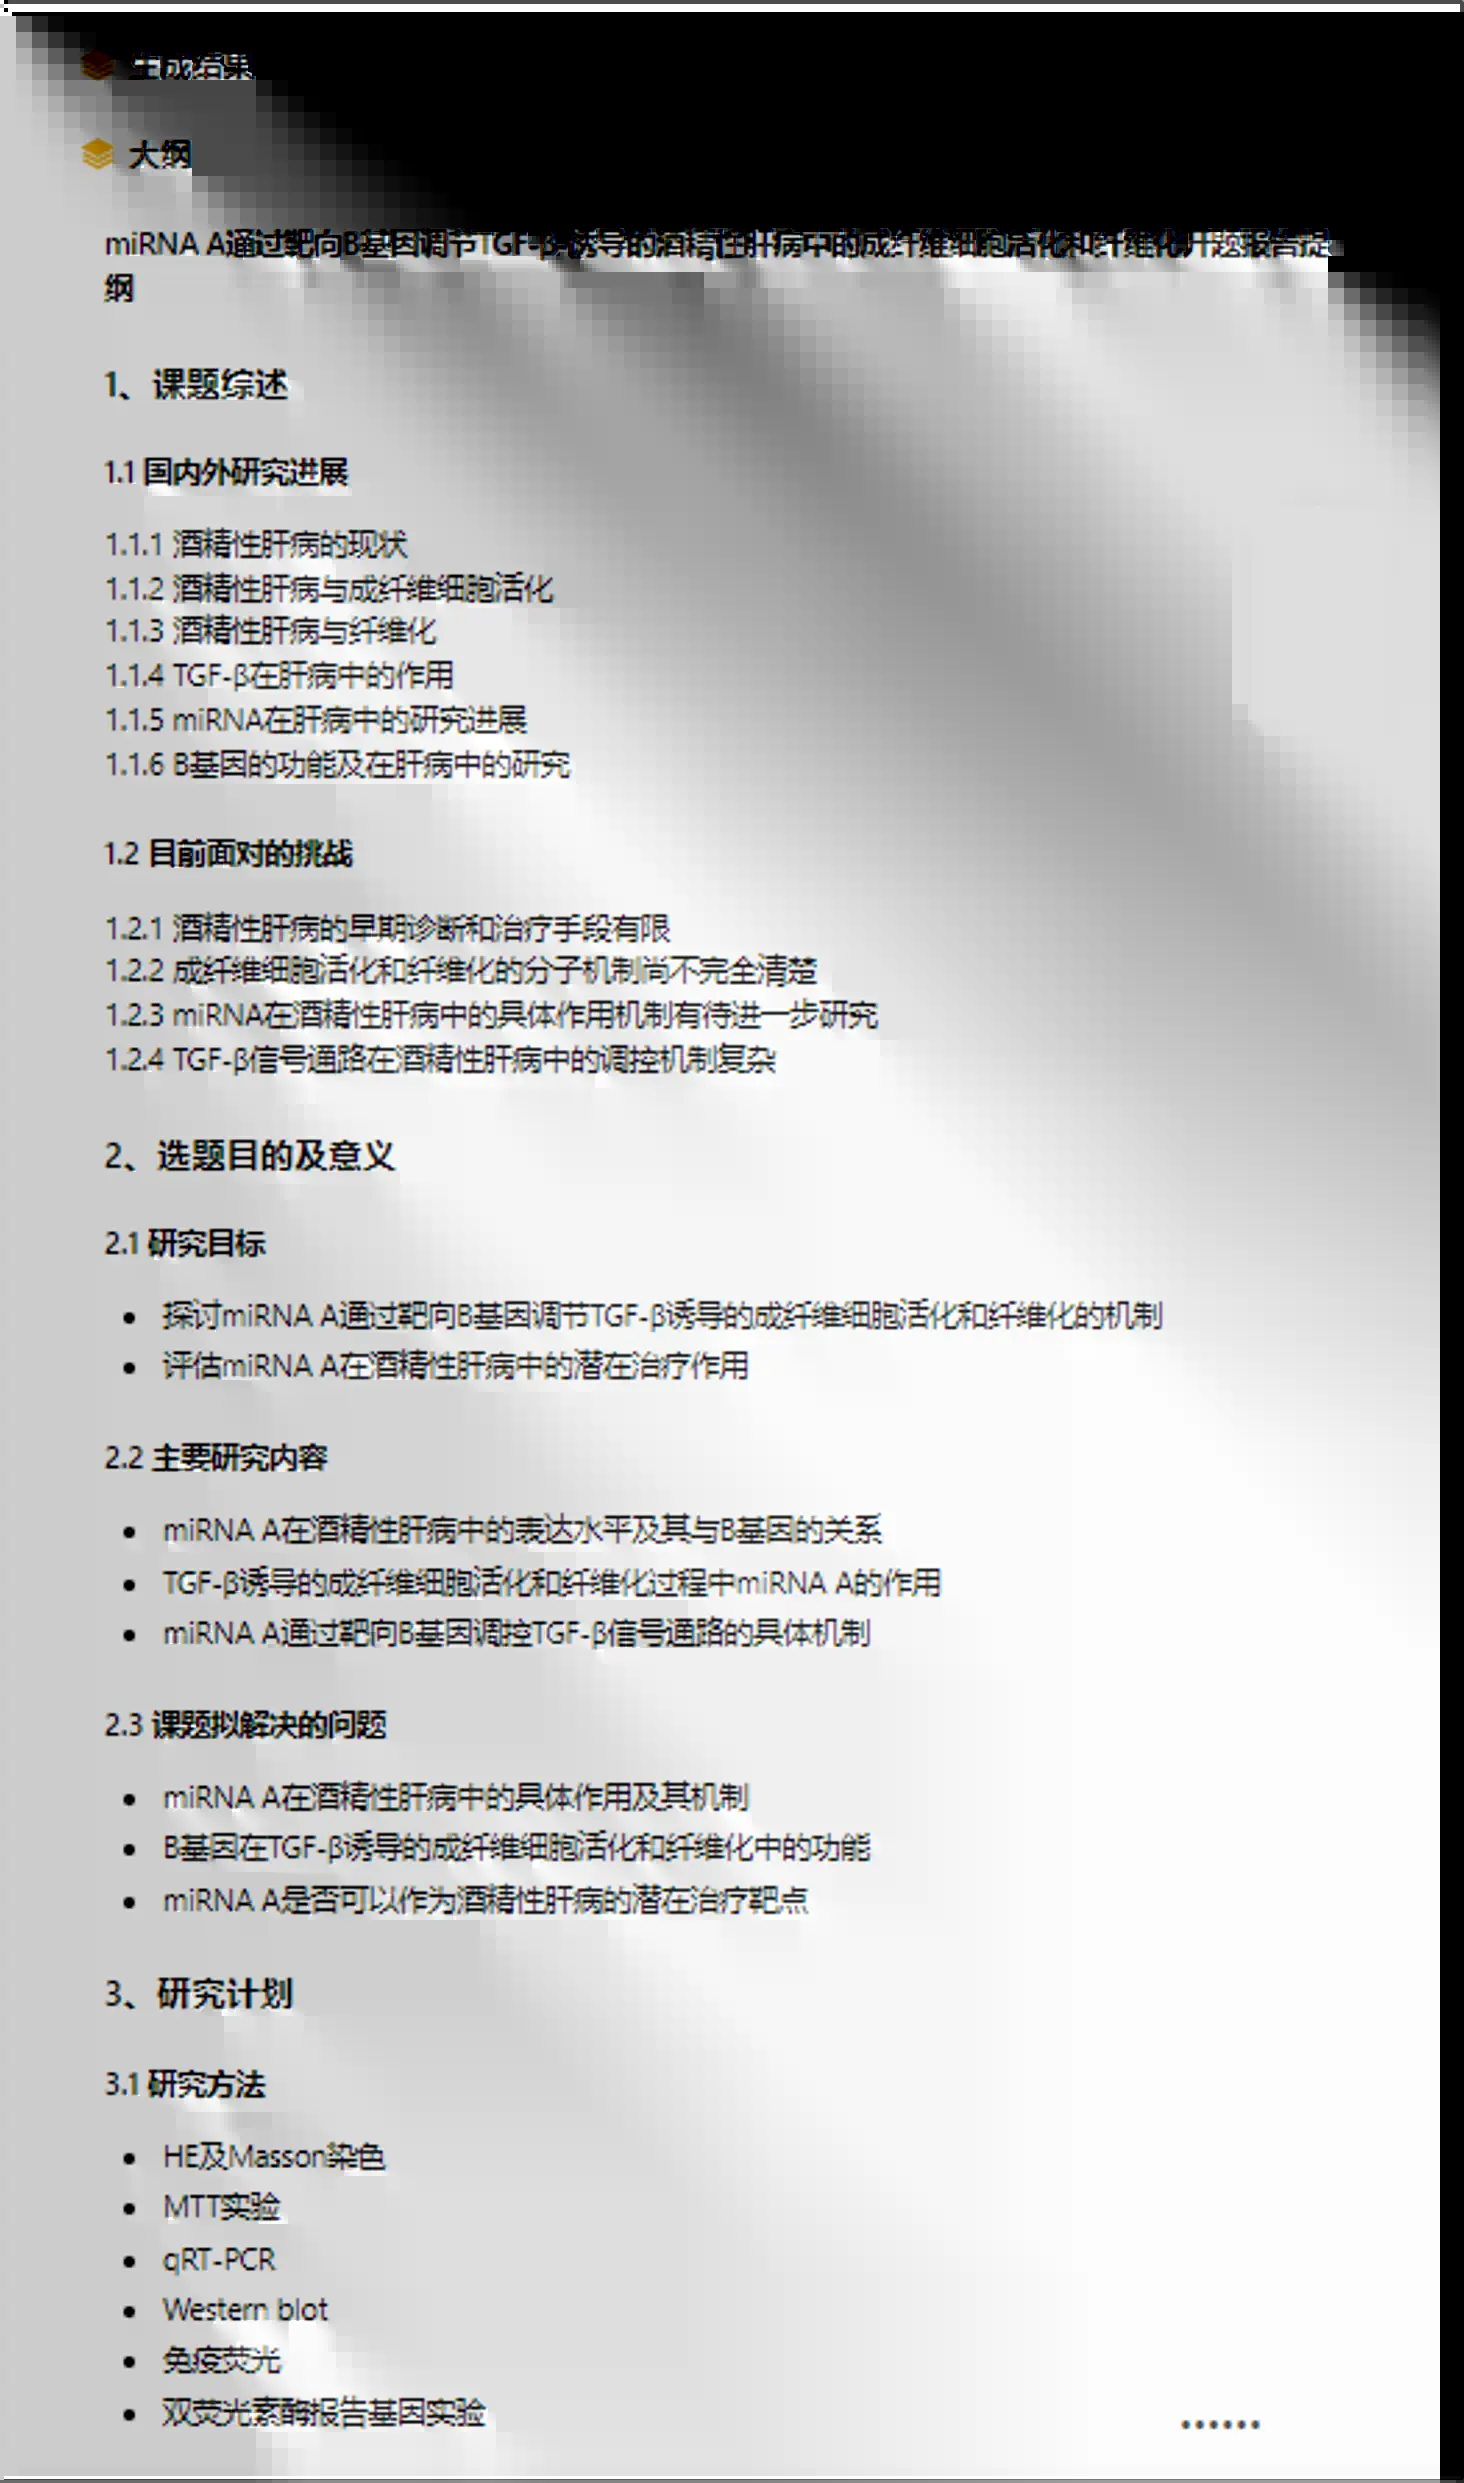 生成结果
大纲
miRNA A通过靶向B基因调节TGF-β诱导的酒精性肝病中的成纤维细胞活化和纤维化开题报告提
纲
1、课题综述
1.1 国内外研究进展
1.1.1 酒精性肝病的现状
1.1.2 酒精性肝病与成纤维细胞活化
1.1.3 酒精性肝病与纤维化
1.1.4 TGF-β在肝病中的作用
1.1.5 miRNA在肝病中的研究进展
1.1.6 B基因的功能及在肝病中的研究
1.2 目前面对的挑战
1.2.1 酒精性肝病的早期诊断和治疗手段有限
1.2.2 成纤维细胞活化和纤维化的分子机制尚不完全清楚
1.2.3 miRNA在酒精性肝病中的具体作用机制有待进一步研究
1.2.4 TGF-β信号通路在酒精性肝病中的调控机制复杂
2、选题目的及意义
2.1 研究目标
• 探讨miRNA A通过靶向B基因调节TGF-β诱导的成纤维细胞活化和纤维化的机制
• 评估miRNA A在酒精性肝病中的潜在治疗作用
2.2 主要研究内容
• miRNA A在酒精性肝病中的表达水平及其与B基因的关系
• TGF-β诱导的成纤维细胞活化和纤维化过程中miRNA A的作用
• miRNA A通过靶向B基因调控TGF-β信号通路的具体机制
2.3 课题拟解决的问题
• miRNA A在酒精性肝病中的具体作用及其机制
• B基因在TGF-β诱导的成纤维细胞活化和纤维化中的功能
• miRNA A是否可以作为酒精性肝病的潜在治疗靶点
3、研究计划
3.1 研究方法
• HE及Masson染色
• MTT实验
• qRT-PCR
• Western blot
• 免疫荧光
• 双荧光素酶报告基因实验
......